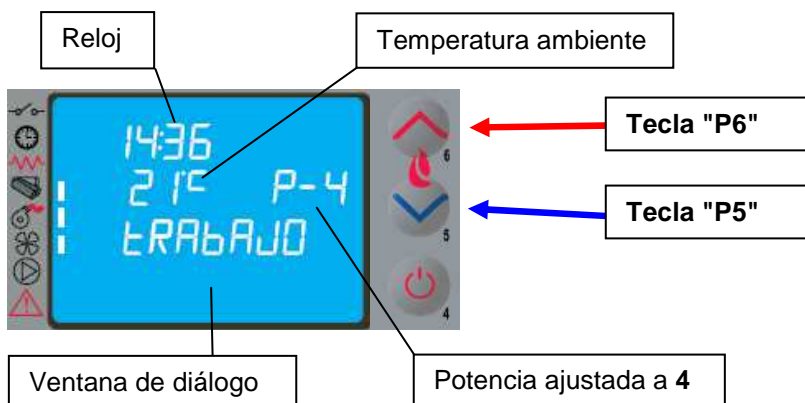 Reloj
Temperatura ambiente
14:36
21°C P-4
tRAbAJO
6
5
4
Tecla "P6"
Tecla "P5"
Ventana de diálogo
Potencia ajustada a 4